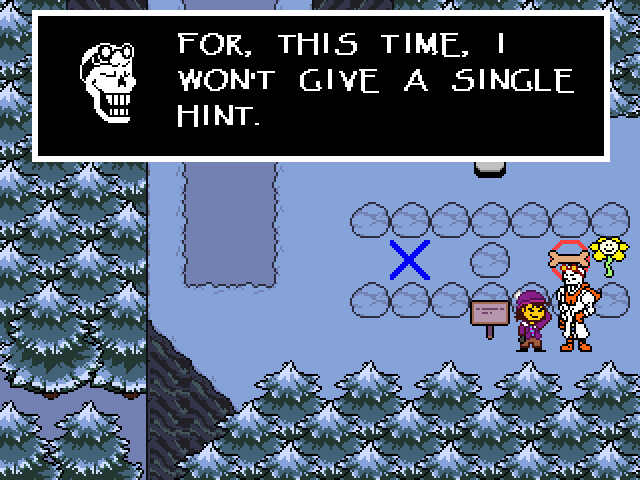 FOR, THIS TIME, I
WON'T GIVE A SINGLE
HINT.